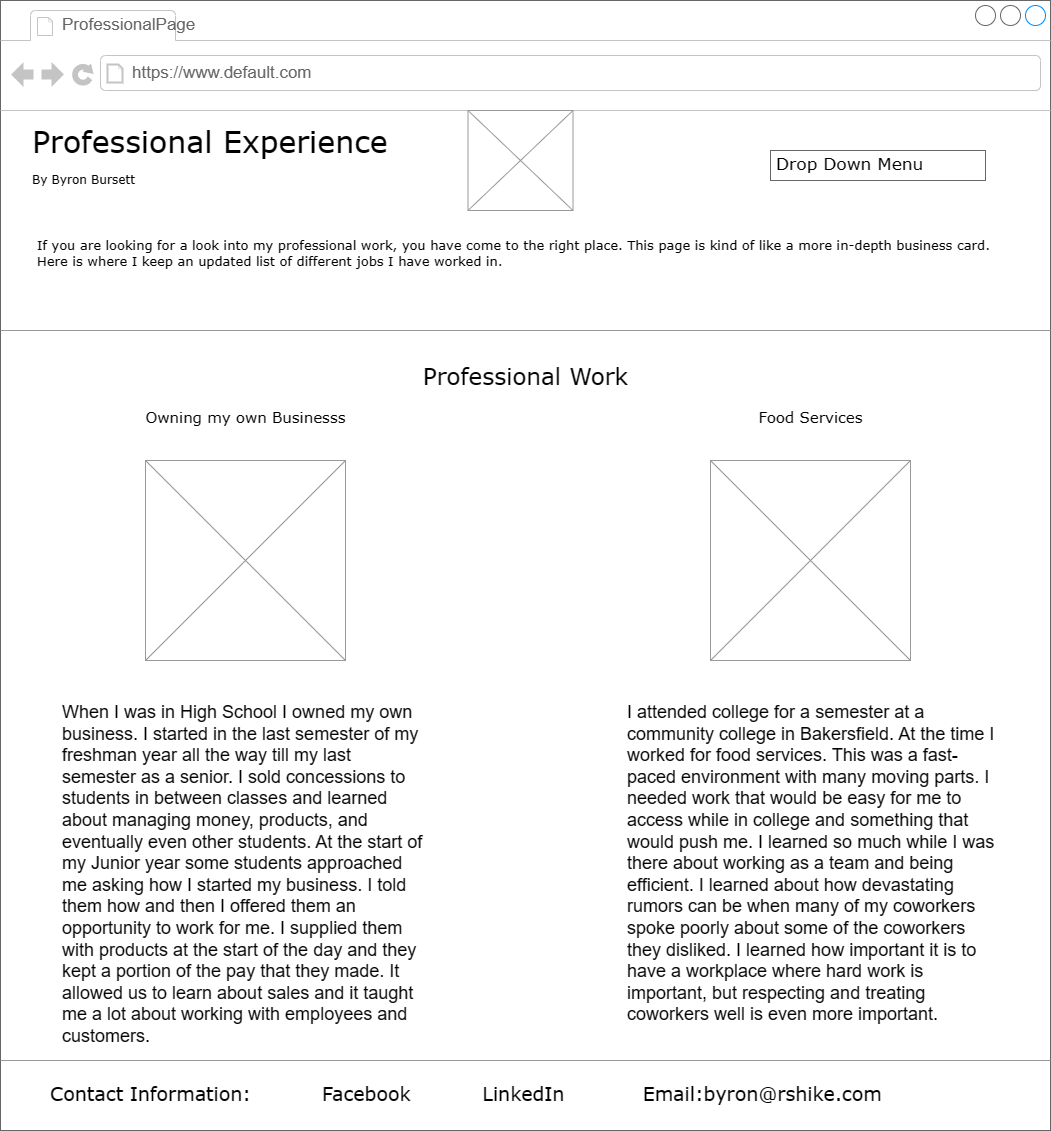 ProfessionalPage
https://www.default.com
Professional Experience
By Byron Bursett
Drop Down Menu
If you are looking for a look into my professional work, you have come to the right place. This page is kind of like a more in-depth business card.
Here is where I keep an updated list of different jobs I have worked in.
Professional Work
Owning my own Businesss
Food Services
When I was in High School I owned my own
business. I started in the last semester of my
freshman year all the way till my last
semester as a senior. I sold concessions to
students in between classes and learned
about managing money, products, and
eventually even other students. At the start of
my Junior year some students approached
me asking how I started my business. I told
them how and then I offered them an
opportunity to work for me. I supplied them
with products at the start of the day and they
kept a portion of the pay that they made. It
allowed us to learn about sales and it taught
me a lot about working with employees and
customers.
I attended college for a semester at a
community college in Bakersfield. At the time I
worked for food services. This was a fast-
paced environment with many moving parts. I
needed work that would be easy for me to
access while in college and something that
would push me. I learned so much while I was
there about working as a team and being
efficient. I learned about how devastating
rumors can be when many of my coworkers
spoke poorly about some of the coworkers
they disliked. I learned how important it is to
have a workplace where hard work is
important, but respecting and treating
coworkers well is even more important.
Contact Information:
Facebook
LinkedIn
Email:byron@rshike.com